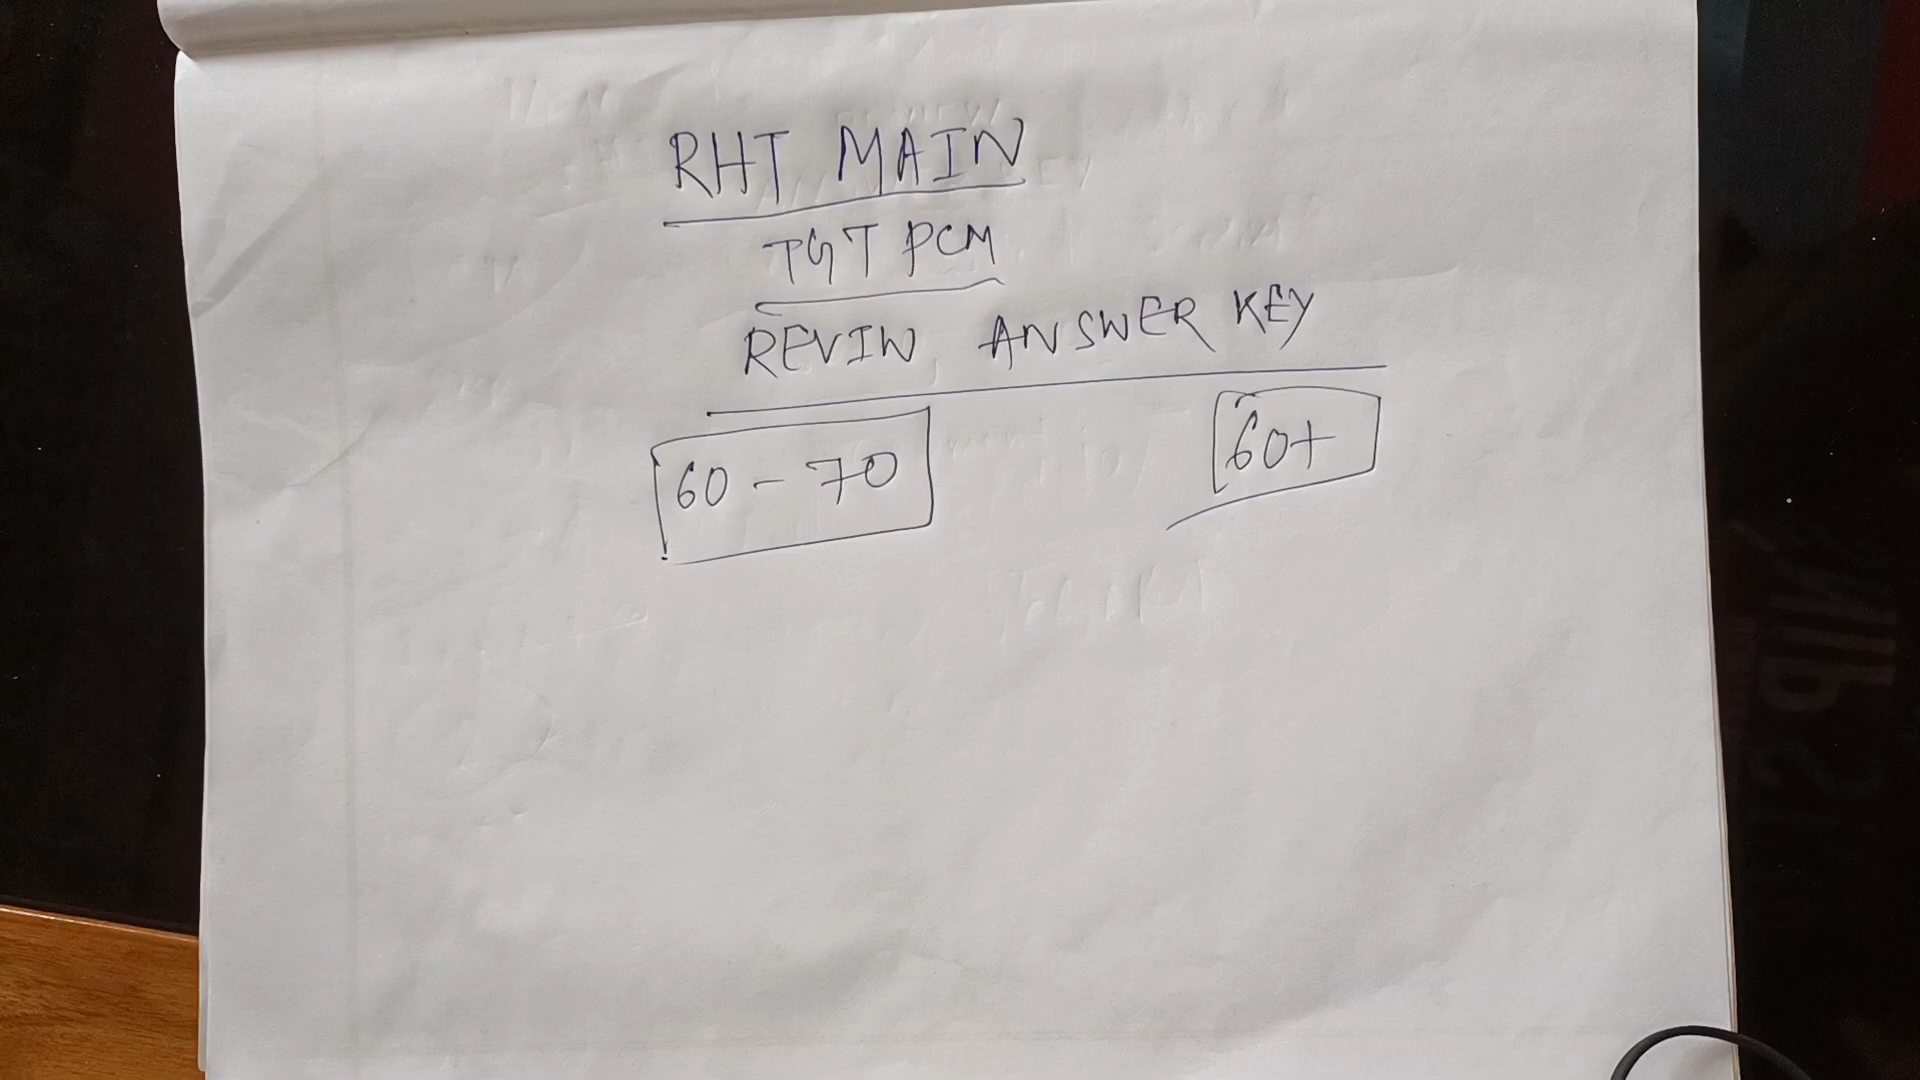 RHT MAIN
TGT PCM
REVIW ANSWER KEY
60 - 70
60+